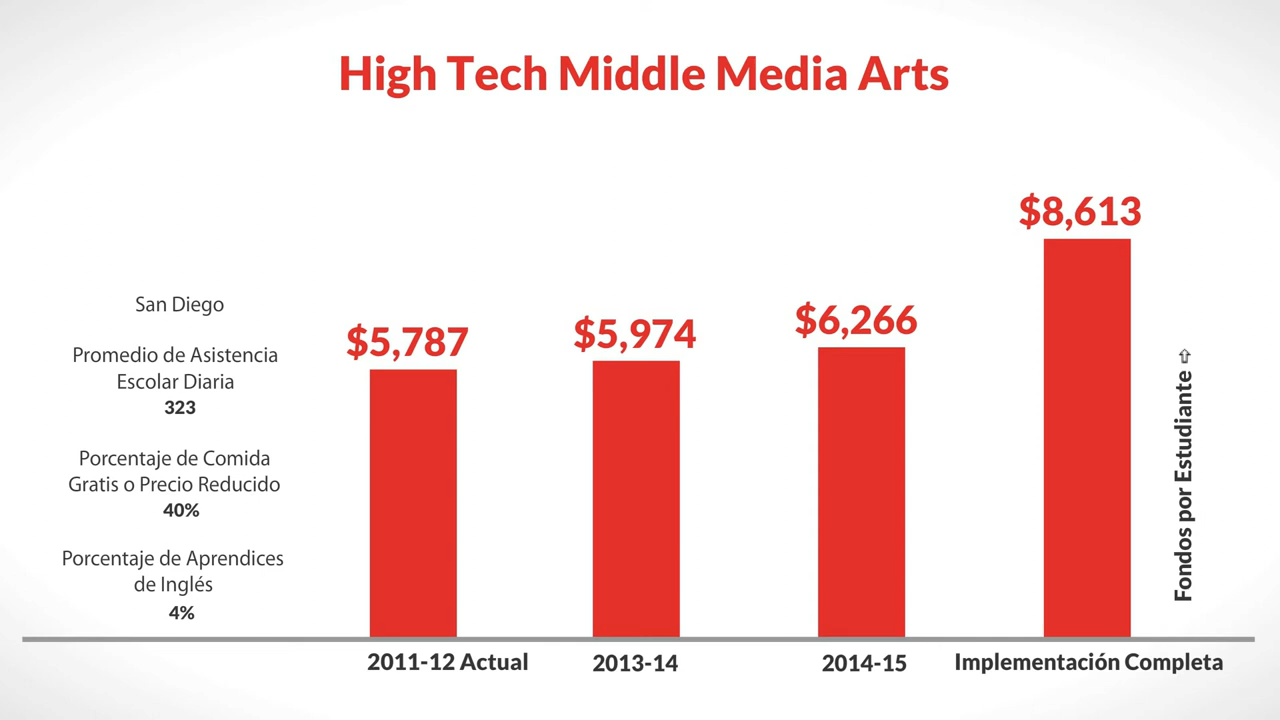 High Tech Middle Media Arts
San Diego
Promedio de Asistencia
Escolar Diaria
323
Porcentaje de Comida
Gratis o Precio Reducido
40%
Porcentaje de Aprendices
de Inglés
4%
$5,787
$5,974
$6,266
$8,613
Fondos por Estudiante ⇨
2011-12 Actual
2013-14
2014-15
Implementación Completa